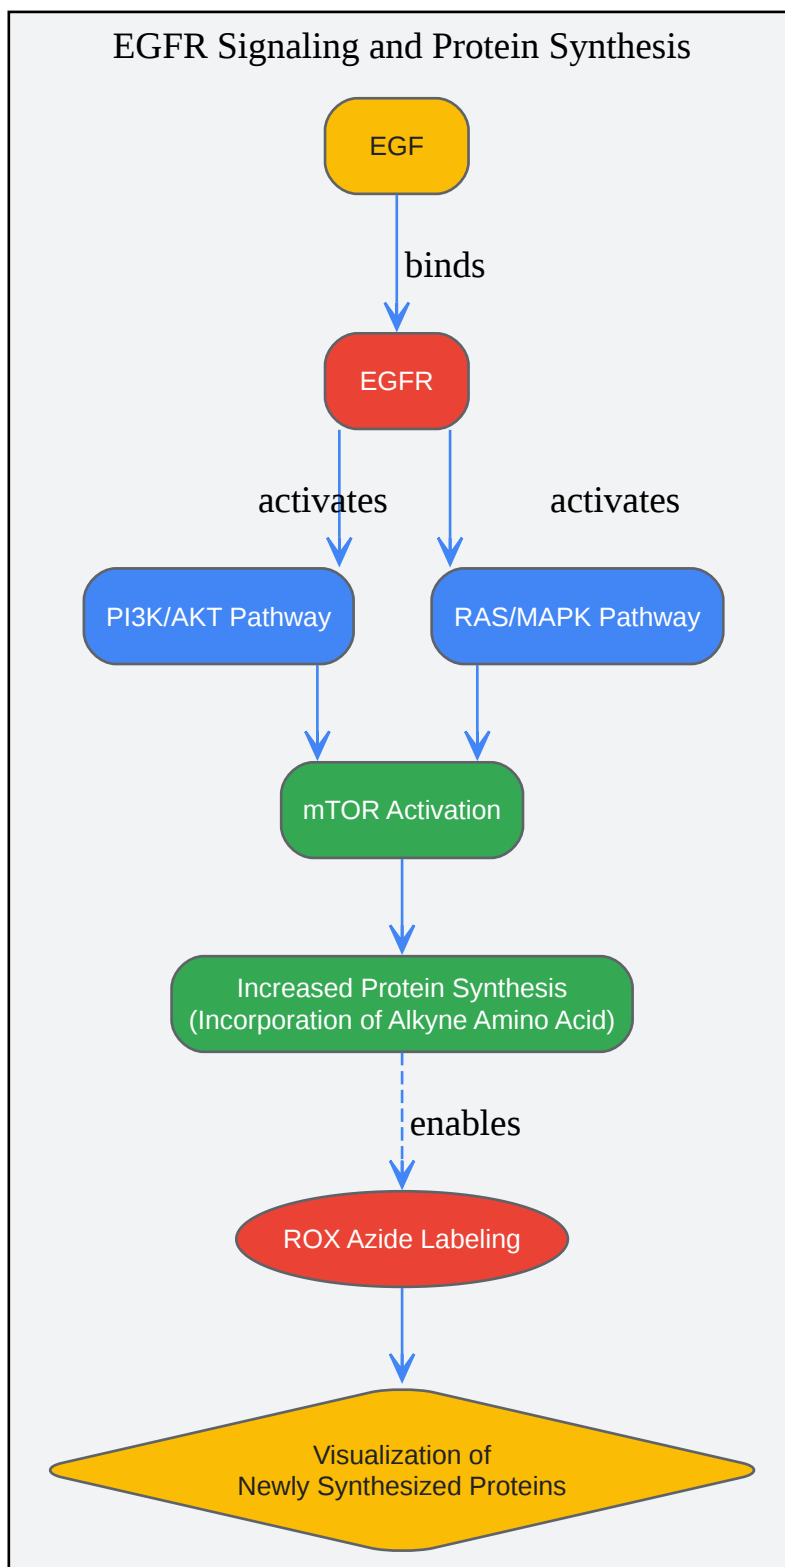 EGFR Signaling and Protein Synthesis
EGF
binds
EGFR
activates
activates
PI3K/AKT Pathway
RAS/MAPK Pathway
mTOR Activation
Increased Protein Synthesis
(Incorporation of Alkyne Amino Acid)
enables
ROX Azide Labeling
Visualization of
Newly Synthesized Proteins